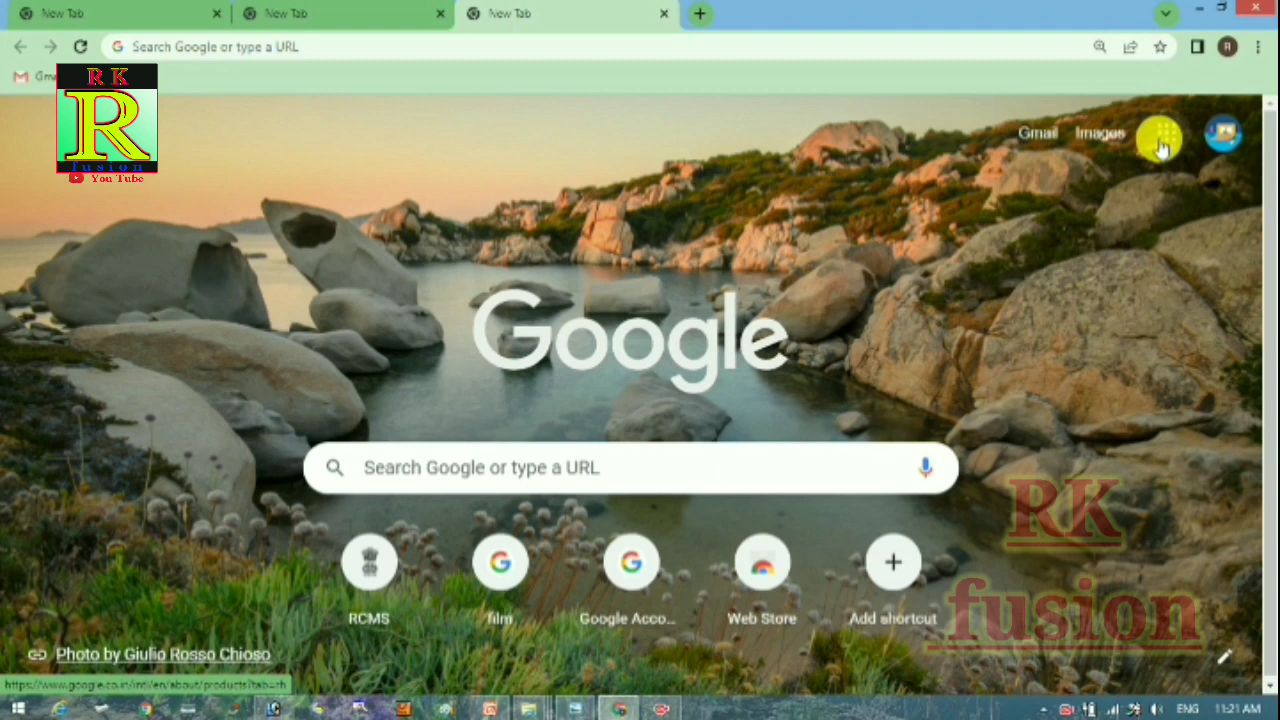 New Tab
New Tab
New Tab
Search Google or type a URL
Gma
RK
R
fusion
You Tube
Gmail
Images
Google
Search Google or type a URL
RCMS
film
Google Acco...
Web Store
Add shortcut
RK
fusion
Photo by Giulio Rosso Chioso
https://www.google.co.in/intl/en/about/products?tab=rh
ENG
11:21 AM